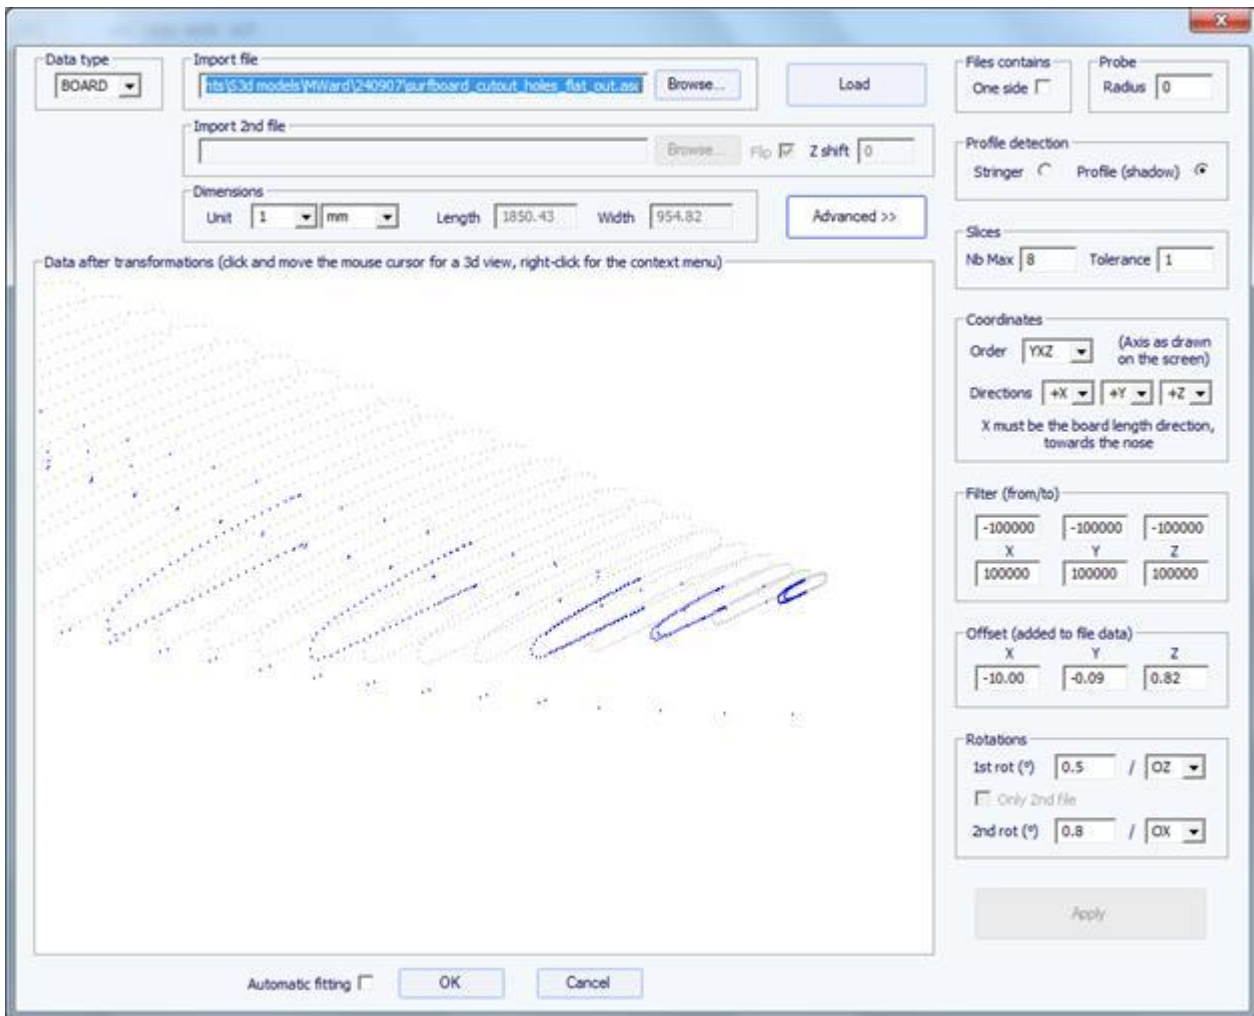 Data type
BOARD
Import file
nts\S3d models\MWard\240907\surfboard_cutout_holes_flat_out.asc
Browse...
Load
Import 2nd file
Browse...
Flip
Z shift 0
Dimensions
Unit 1 mm Length 1850.43 Width 954.82
Advanced >>
Data after transformations (click and move the mouse cursor for a 3d view, right-click for the context menu)
Files contains
One side
Probe
Radius 0
Profile detection
Stringer Profile (shadow)
Slices
Nb Max 8 Tolerance 1
Coordinates
Order YXZ
(Axis as drawn
on the screen)
Directions +X +Y +Z
X must be the board length direction,
towards the nose
Filter (from/to)
-100000 -100000 -100000
X Y Z
100000 100000 100000
Offset (added to file data)
X Y Z
-10.00 -0.09 0.82
Rotations
1st rot (°) 0.5 / OZ
Only 2nd file
2nd rot (°) 0.8 / OX
Apply
Automatic fitting
OK
Cancel